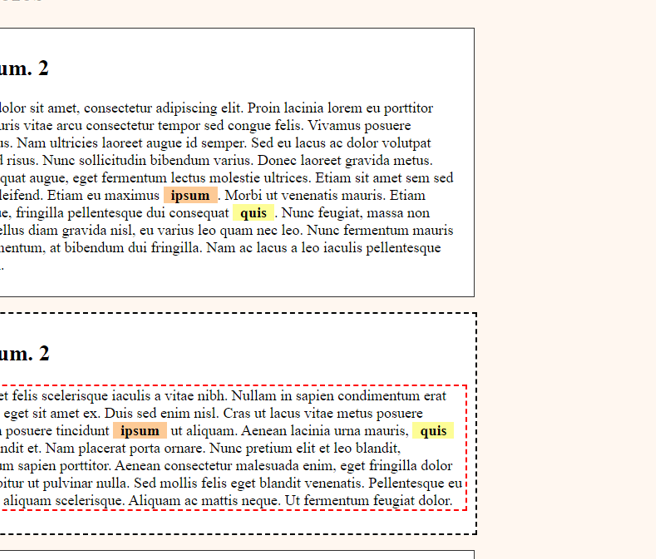 um. 2
dolor sit amet, consectetur adipiscing elit. Proin lacinia lorem eu porttitor
uris vitae arcu consectetur tempor sed congue felis. Vivamus posuere
us. Nam ultricies laoreet augue id semper. Sed eu lacus ac dolor volutpat
risus. Nunc sollicitudin bibendum varius. Donec laoreet gravida metus.
quat augue, eget fermentum lectus molestie ultrices. Etiam sit amet sem sed
leifend. Etiam eu maximus ipsum . Morbi ut venenatis mauris. Etiam
e, fringilla pellentesque dui consequat quis . Nunc feugiat, massa non
ellus diam gravida nisl, eu varius leo quam nec leo. Nunc fermentum mauris
mentum, at bibendum dui fringilla. Nam ac lacus a leo iaculis pellentesque
.
um. 2
et felis scelerisque iaculis a vitae nibh. Nullam in sapien condimentum erat
eget sit amet ex. Duis sed enim nisl. Cras ut lacus vitae metus posuere
posuere tincidunt ipsum ut aliquam. Aenean lacinia urna mauris, quis
ndit et. Nam placerat porta ornare. Nunc pretium elit et leo blandit,
um sapien porttitor. Aenean consectetur malesuada enim, eget fringilla dolor
bitur ut pulvinar nulla. Sed mollis felis eget blandit venenatis. Pellentesque eu
aliquam scelerisque. Aliquam ac mattis neque. Ut fermentum feugiat dolor.